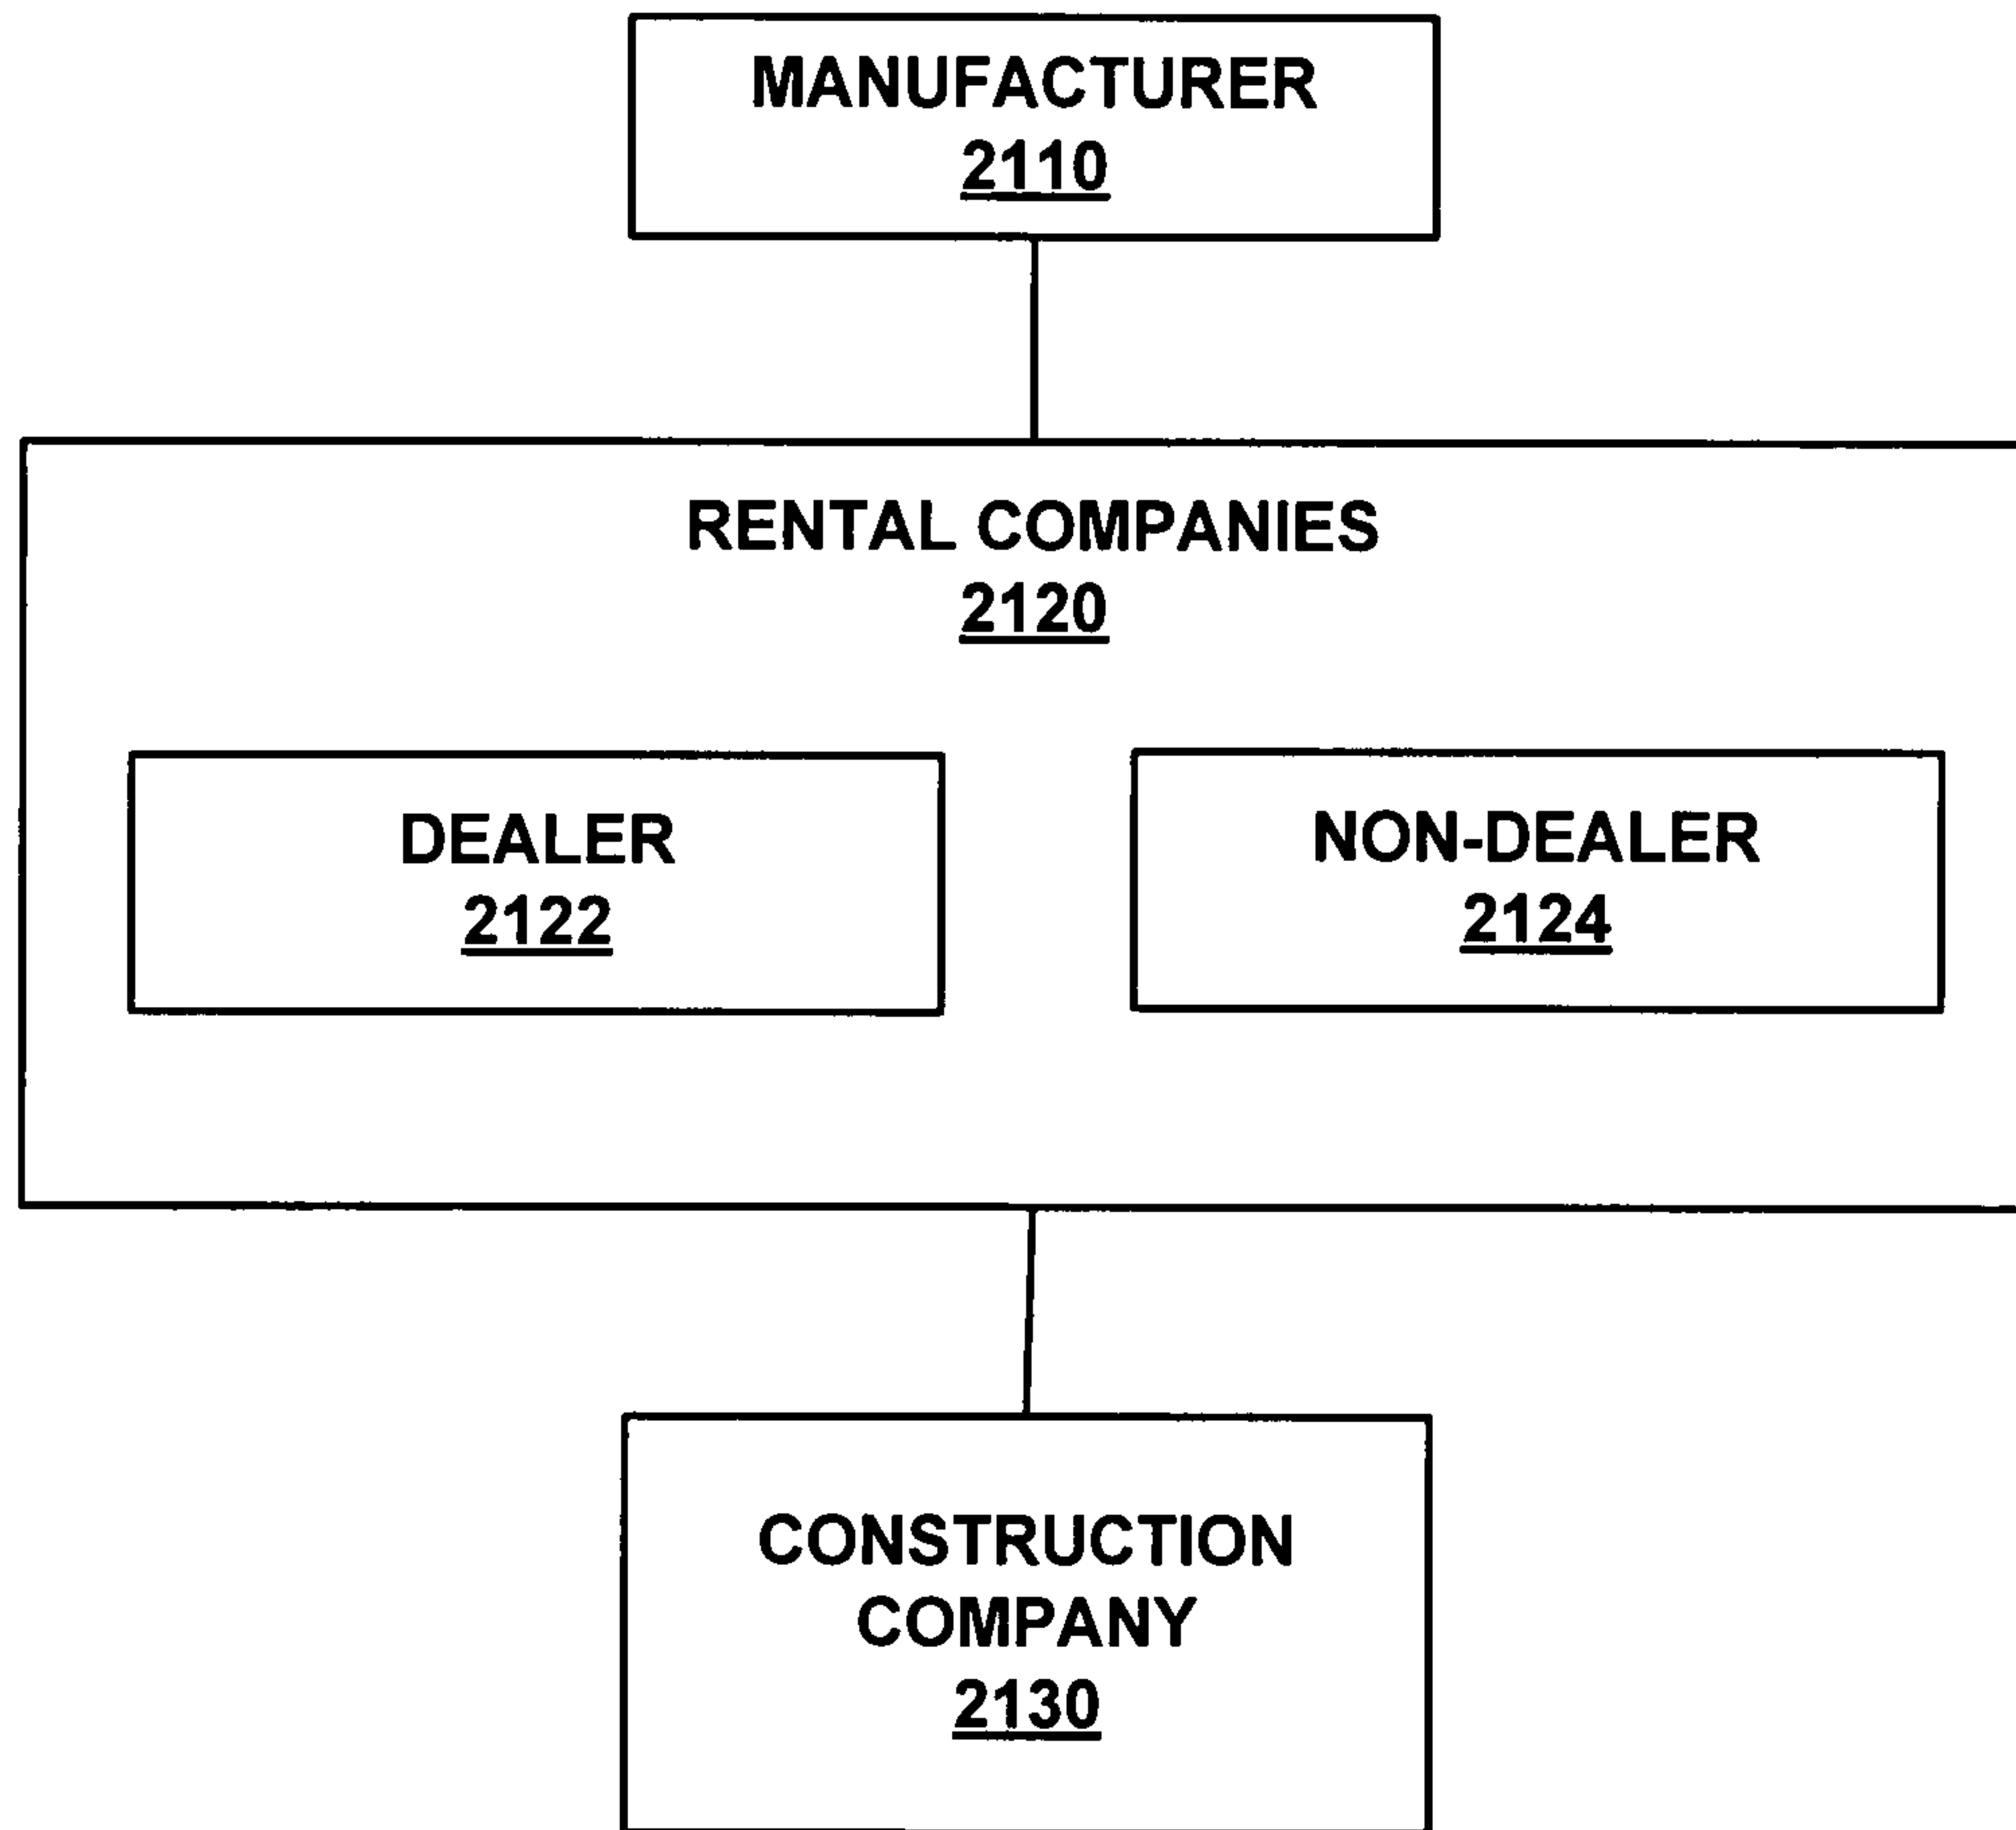 MANUFACTURER
2110
RENTAL COMPANIES
2120
DEALER
2122
NON-DEALER
2124
CONSTRUCTION
COMPANY
2130